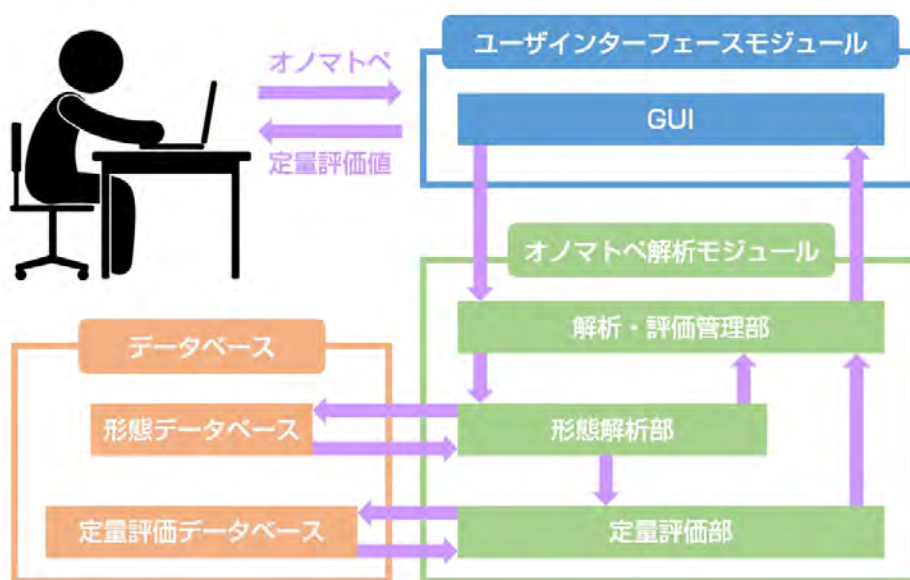 オノマトペ
定量評価値
ユーザインターフェースモジュール
GUI
オノマトペ解析モジュール
解析・評価管理部
形態解析部
定量評価部
データベース
形態データベース
定量評価データベース